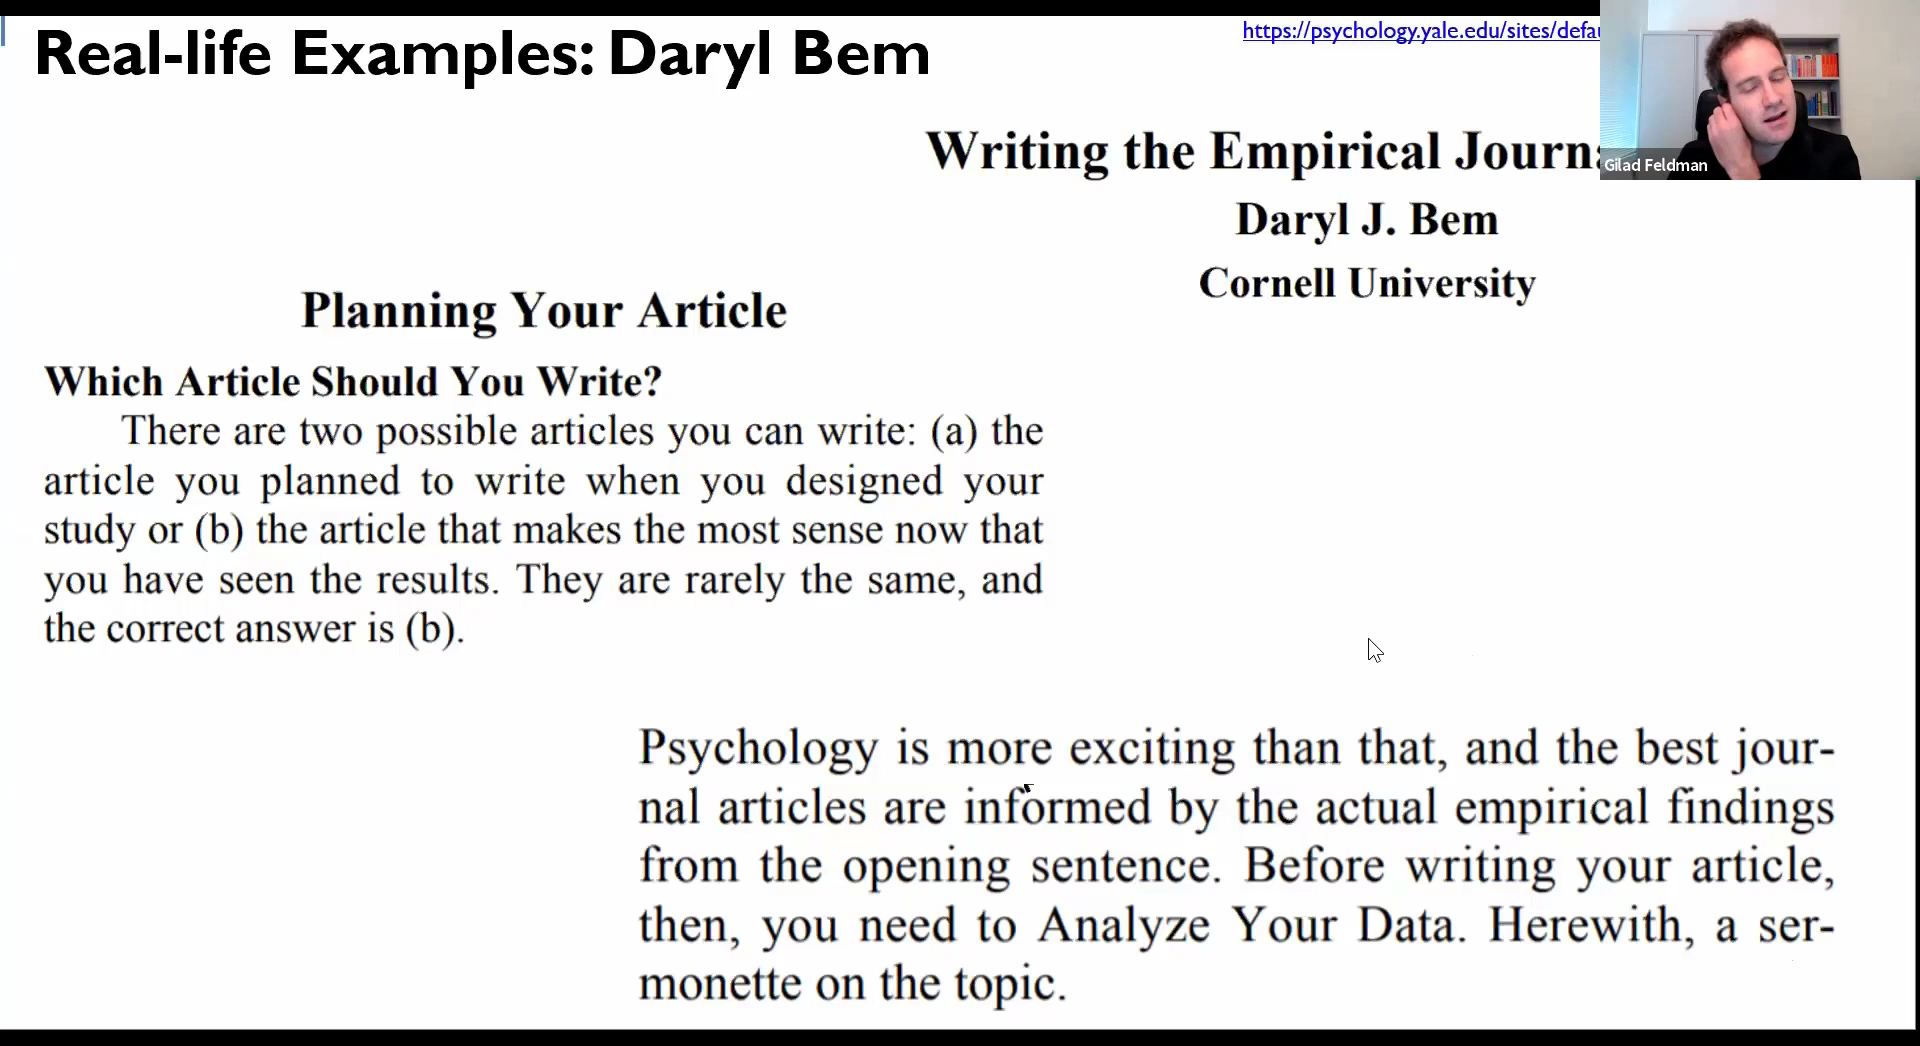 Real-life Examples: Daryl Bem
https://psychology.yale.edu/sites/defau
Gilad Feldman
Writing the Empirical Journ
Daryl J. Bem
Cornell University
Planning Your Article
Which Article Should You Write?
There are two possible articles you can write: (a) the
article you planned to write when you designed your
study or (b) the article that makes the most sense now that
you have seen the results. They are rarely the same, and
the correct answer is (b).
Psychology is more exciting than that, and the best jour-
nal articles are informed by the actual empirical findings
from the opening sentence. Before writing your article,
then, you need to Analyze Your Data. Herewith, a ser-
monette on the topic.